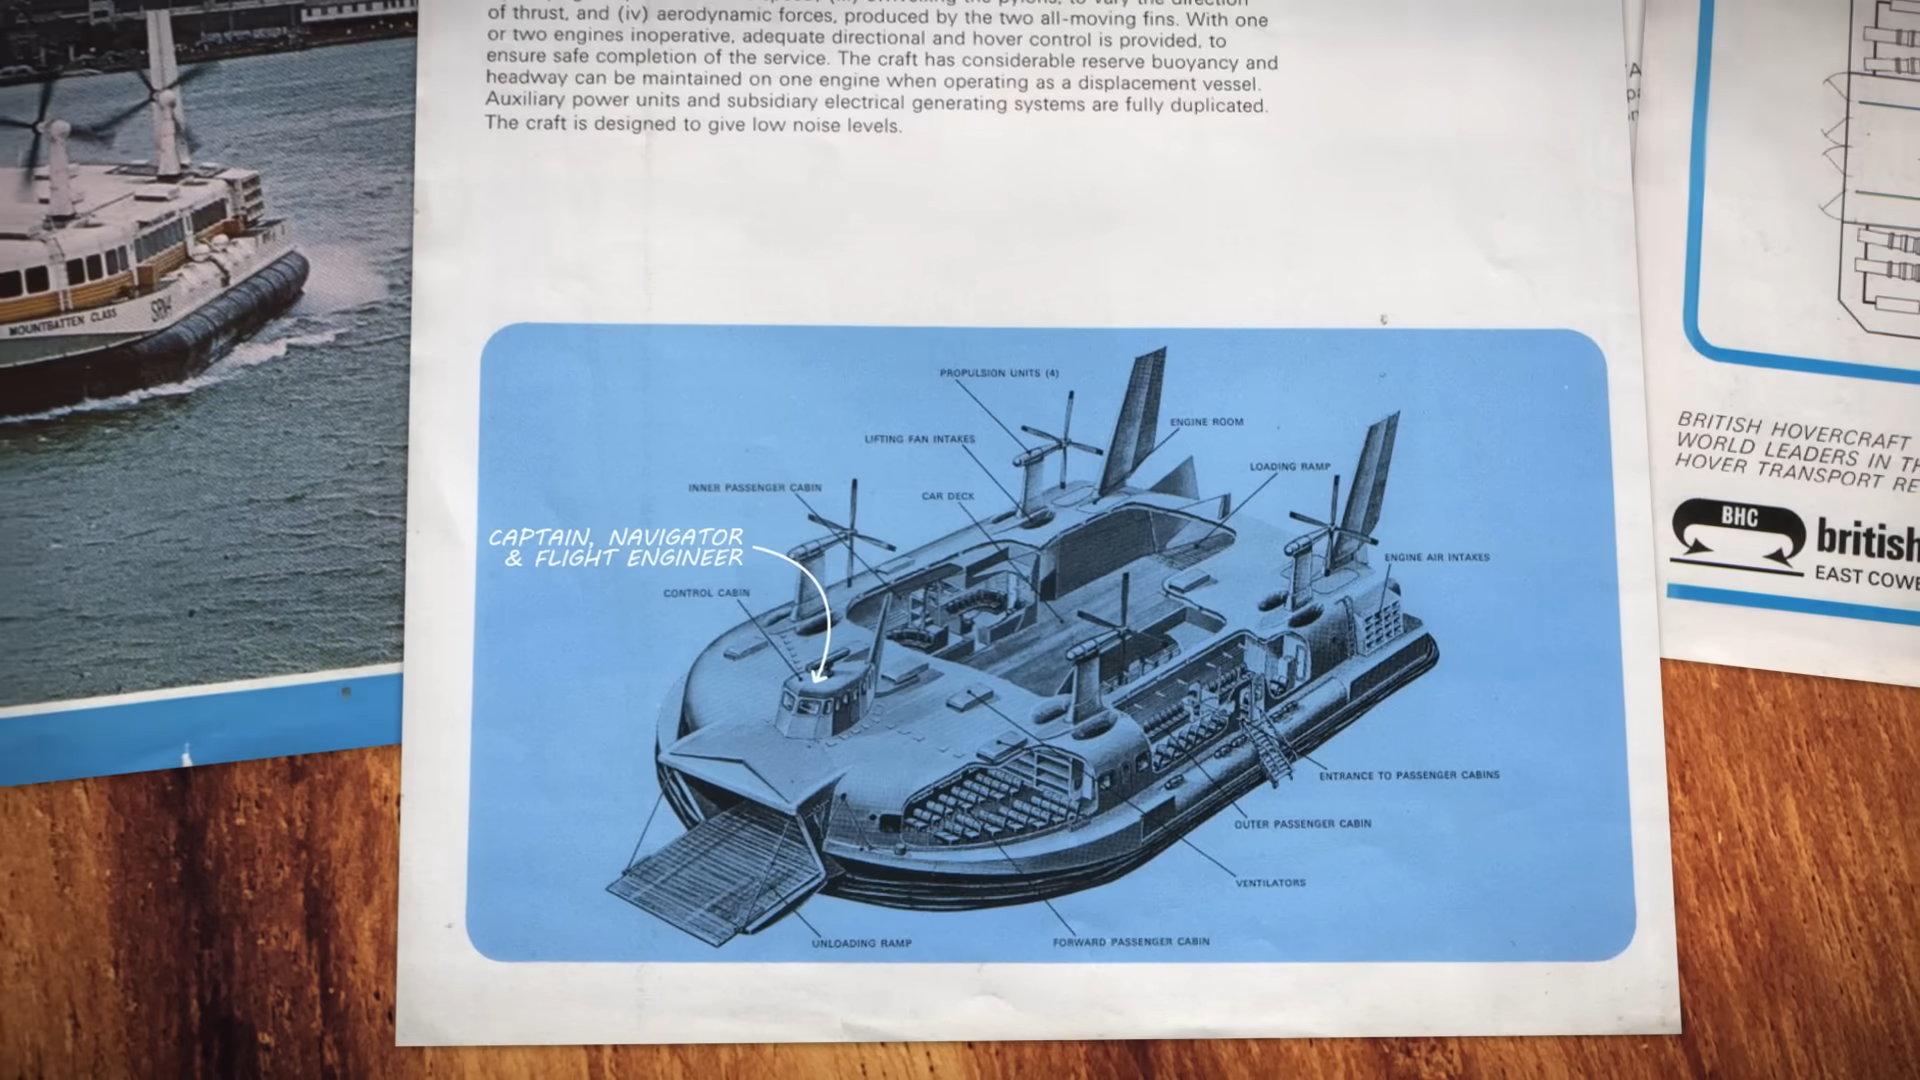 of thrust, and (iv) aerodynamic forces, produced by the two all-moving fins. With one
or two engines inoperative, adequate directional and hover control is provided, to
ensure safe completion of the service. The craft has considerable reserve buoyancy and
headway can be maintained on one engine when operating as a displacement vessel.
Auxiliary power units and subsidiary electrical generating systems are fully duplicated.
The craft is designed to give low noise levels.
MOUNTBATTEN CLASS
SRN4
PROPULSION UNITS (4)
ENGINE ROOM
LIFTING FAN INTAKES
LOADING RAMP
INNER PASSENGER CABIN
CAR DECK
CAPTAIN, NAVIGATOR
& FLIGHT ENGINEER
ENGINE AIR INTAKES
CONTROL CABIN
ENTRANCE TO PASSENGER CABINS
OUTER PASSENGER CABIN
VENTILATORS
UNLOADING RAMP
FORWARD PASSENGER CABIN
BRITISH HOVERCRAFT
WORLD LEADERS IN
HOVER TRANSPORT
BHC
british
EAST